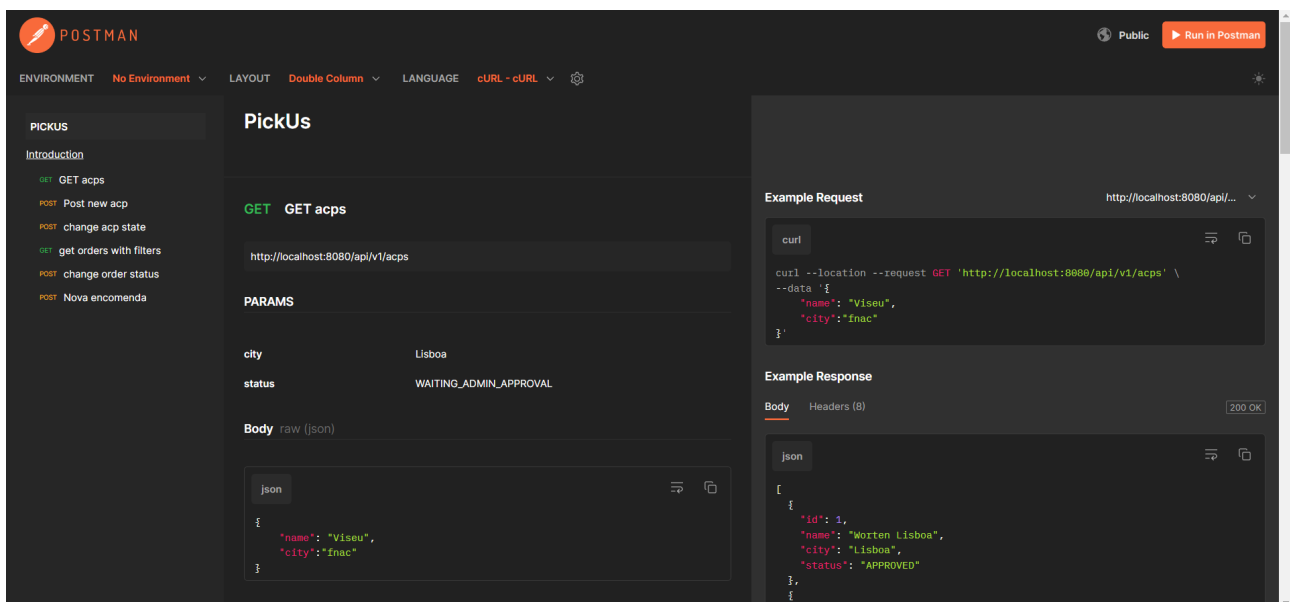 POSTMAN
Public
Run in Postman
ENVIRONMENT No Environment LAYOUT Double Column LANGUAGE cURL - cURL
PICKUS
Introduction
GET GET acps
POST Post new acp
POST change acp state
GET get orders with filters
POST change order status
POST Nova encomenda
PickUs
GET GET acps
http://localhost:8080/api/v1/acps
PARAMS
city Lisboa
status WAITING_ADMIN_APPROVAL
Body raw (json)
json
{
"name": "Viseu",
"city":"fnac"
}
Example Request http://localhost:8080/api/...
curl
curl --location --request GET 'http://localhost:8080/api/v1/acps' \
--data '{
"name": "Viseu",
"city":"fnac"
}'
Example Response
Body Headers (8) 200 OK
json
[
{
"id": 1,
"name": "Worten Lisboa",
"city": "Lisboa",
"status": "APPROVED"
},
{